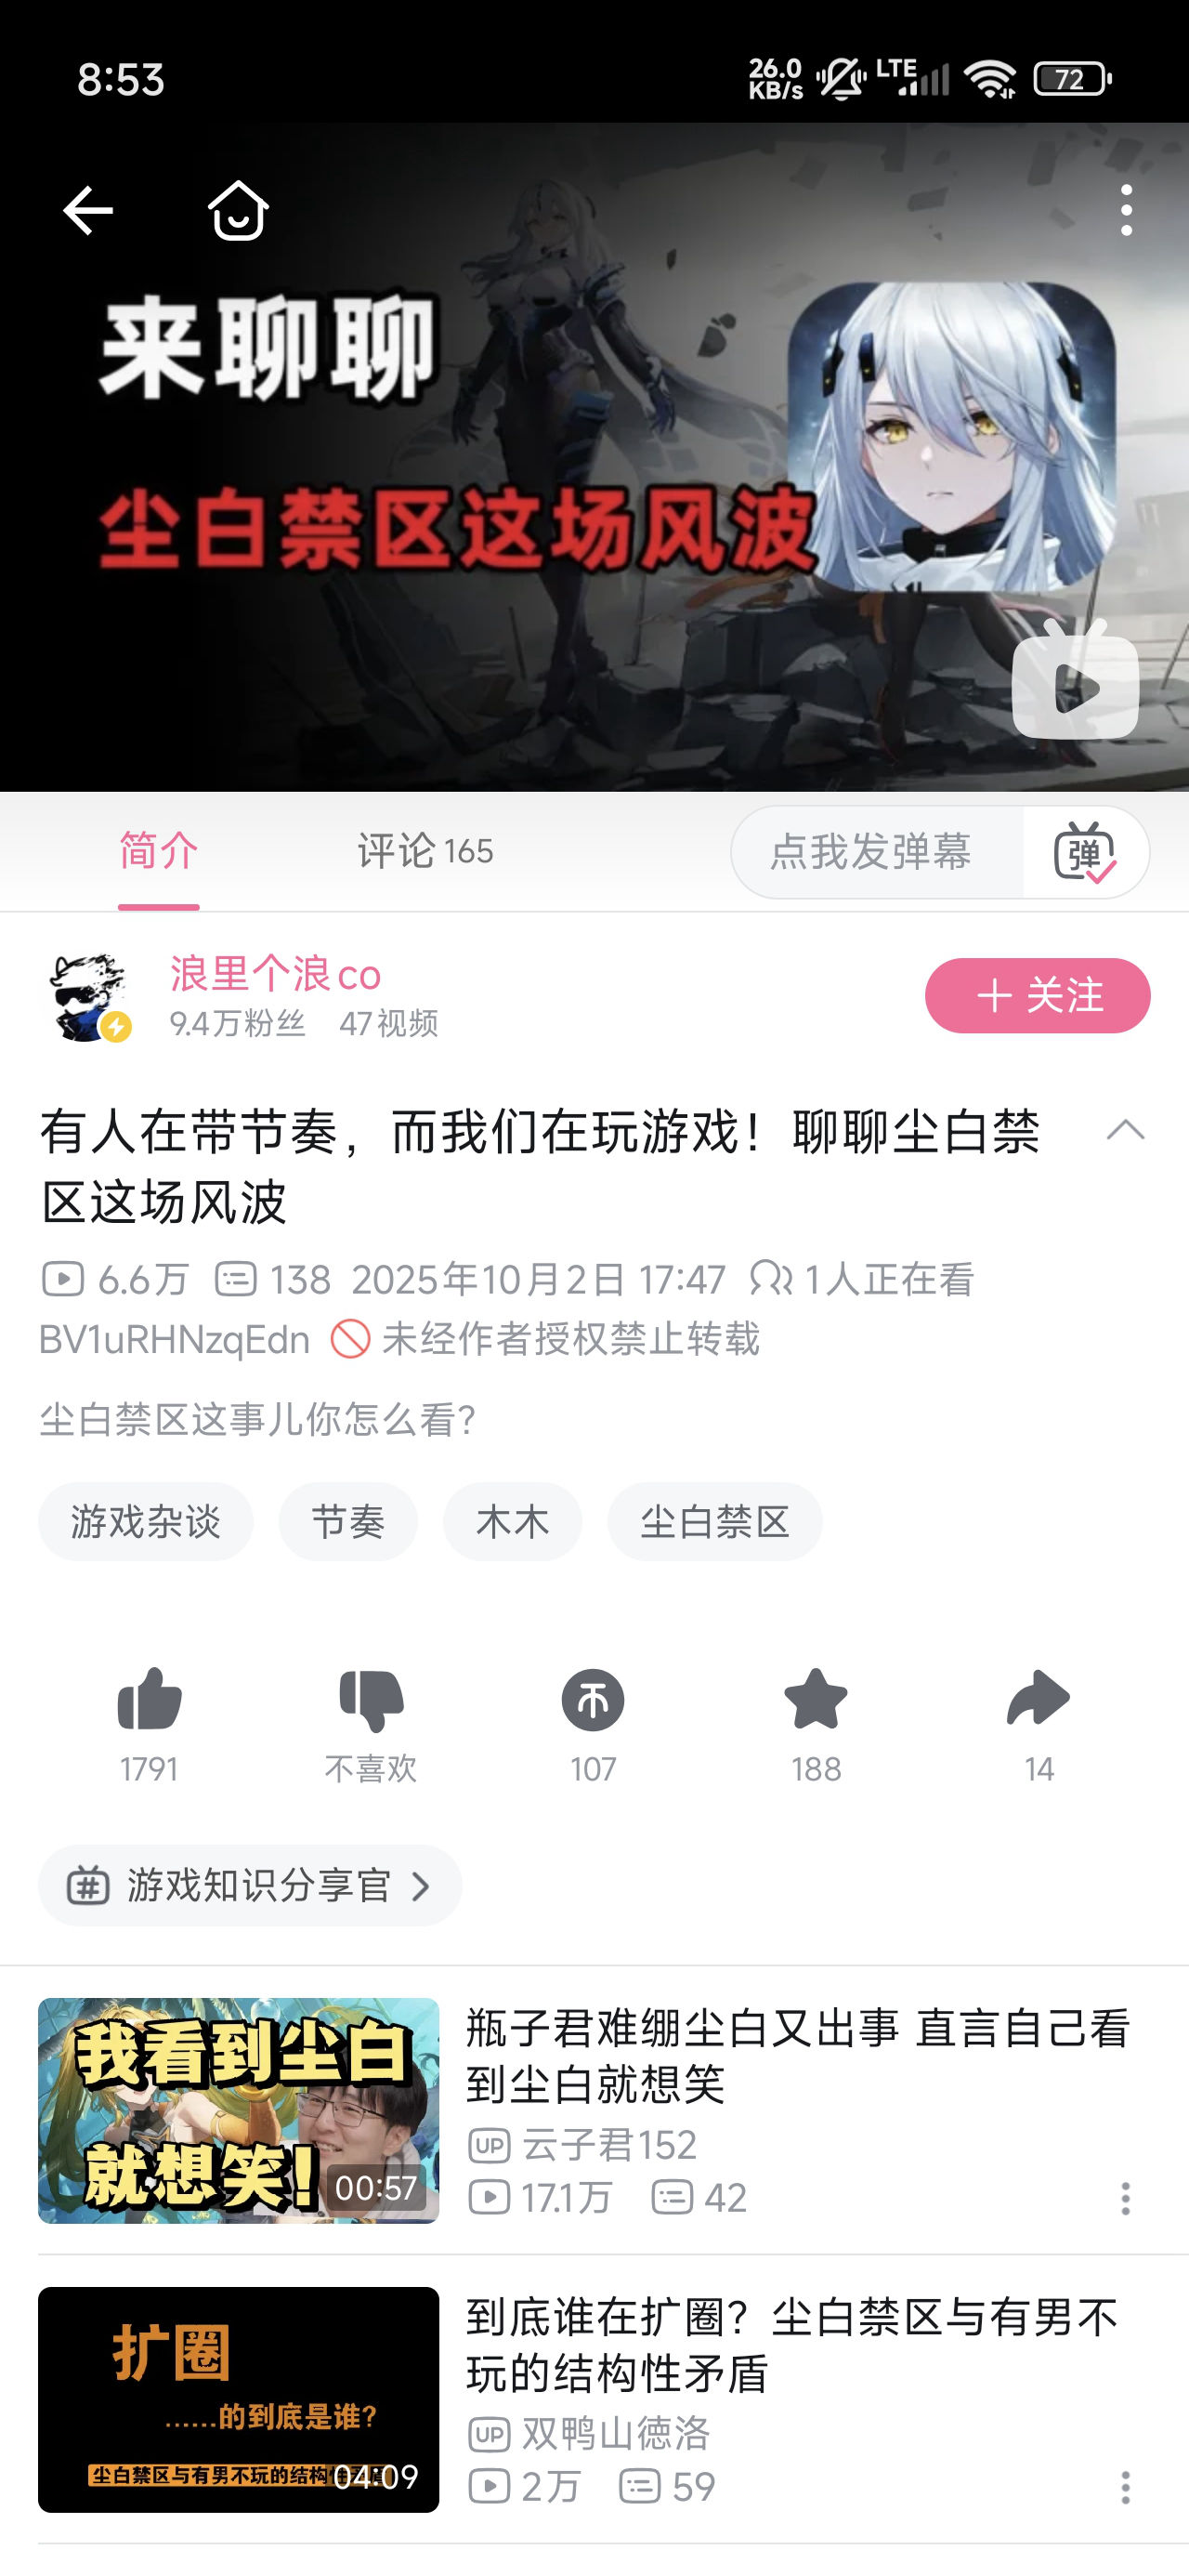 8:53
26.0
KB/s
LTE
72
来聊聊
尘白禁区这场风波
简介
评论 165
点我发弹幕
弹
浪里个浪co
9.4万粉丝 47视频
＋ 关注
有人在带节奏，而我们在玩游戏！聊聊尘白禁
区这场风波
6.6万 138 2025年10月2日 17:47 1人正在看
BV1uRHNzqEdn 未经作者授权禁止转载
尘白禁区这事儿你怎么看？
游戏杂谈 节奏 木木 尘白禁区
1791 不喜欢 107 188 14
# 游戏知识分享官
我看到尘白
就想笑!
00:57
瓶子君难绷尘白又出事 直言自己看
到尘白就想笑
UP 云子君152
17.1万 42
扩圈
......的到底是谁?
尘白禁区与有男不玩的结构
04:09
到底谁在扩圈？尘白禁区与有男不
玩的结构性矛盾
UP 双鸭山德洛
2万 59